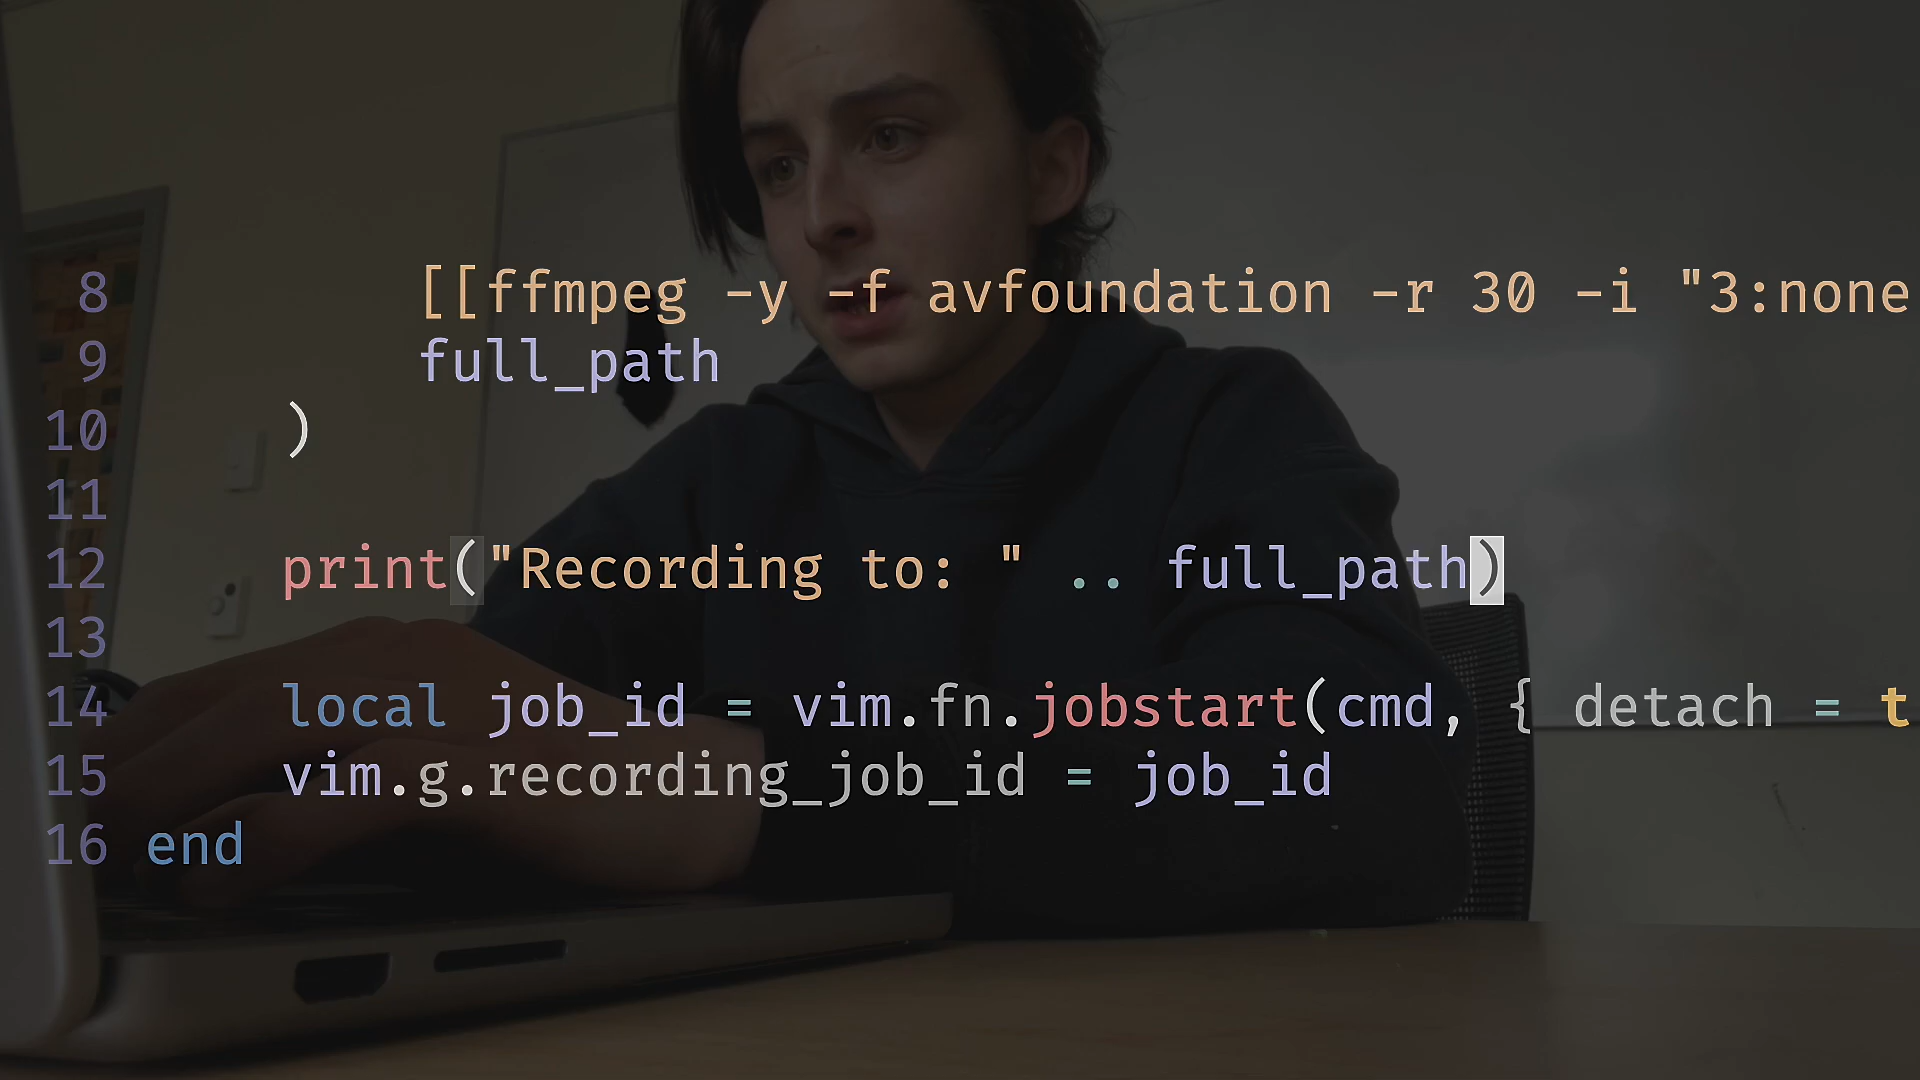 8 [[ffmpeg -y -f avfoundation -r 30 -i "3:none
9 full_path
10 )
11
12 print("Recording to: " .. full_path)
13
14 local job_id = vim.fn.jobstart(cmd, { detach = t
15 vim.g.recording_job_id = job_id
16 end